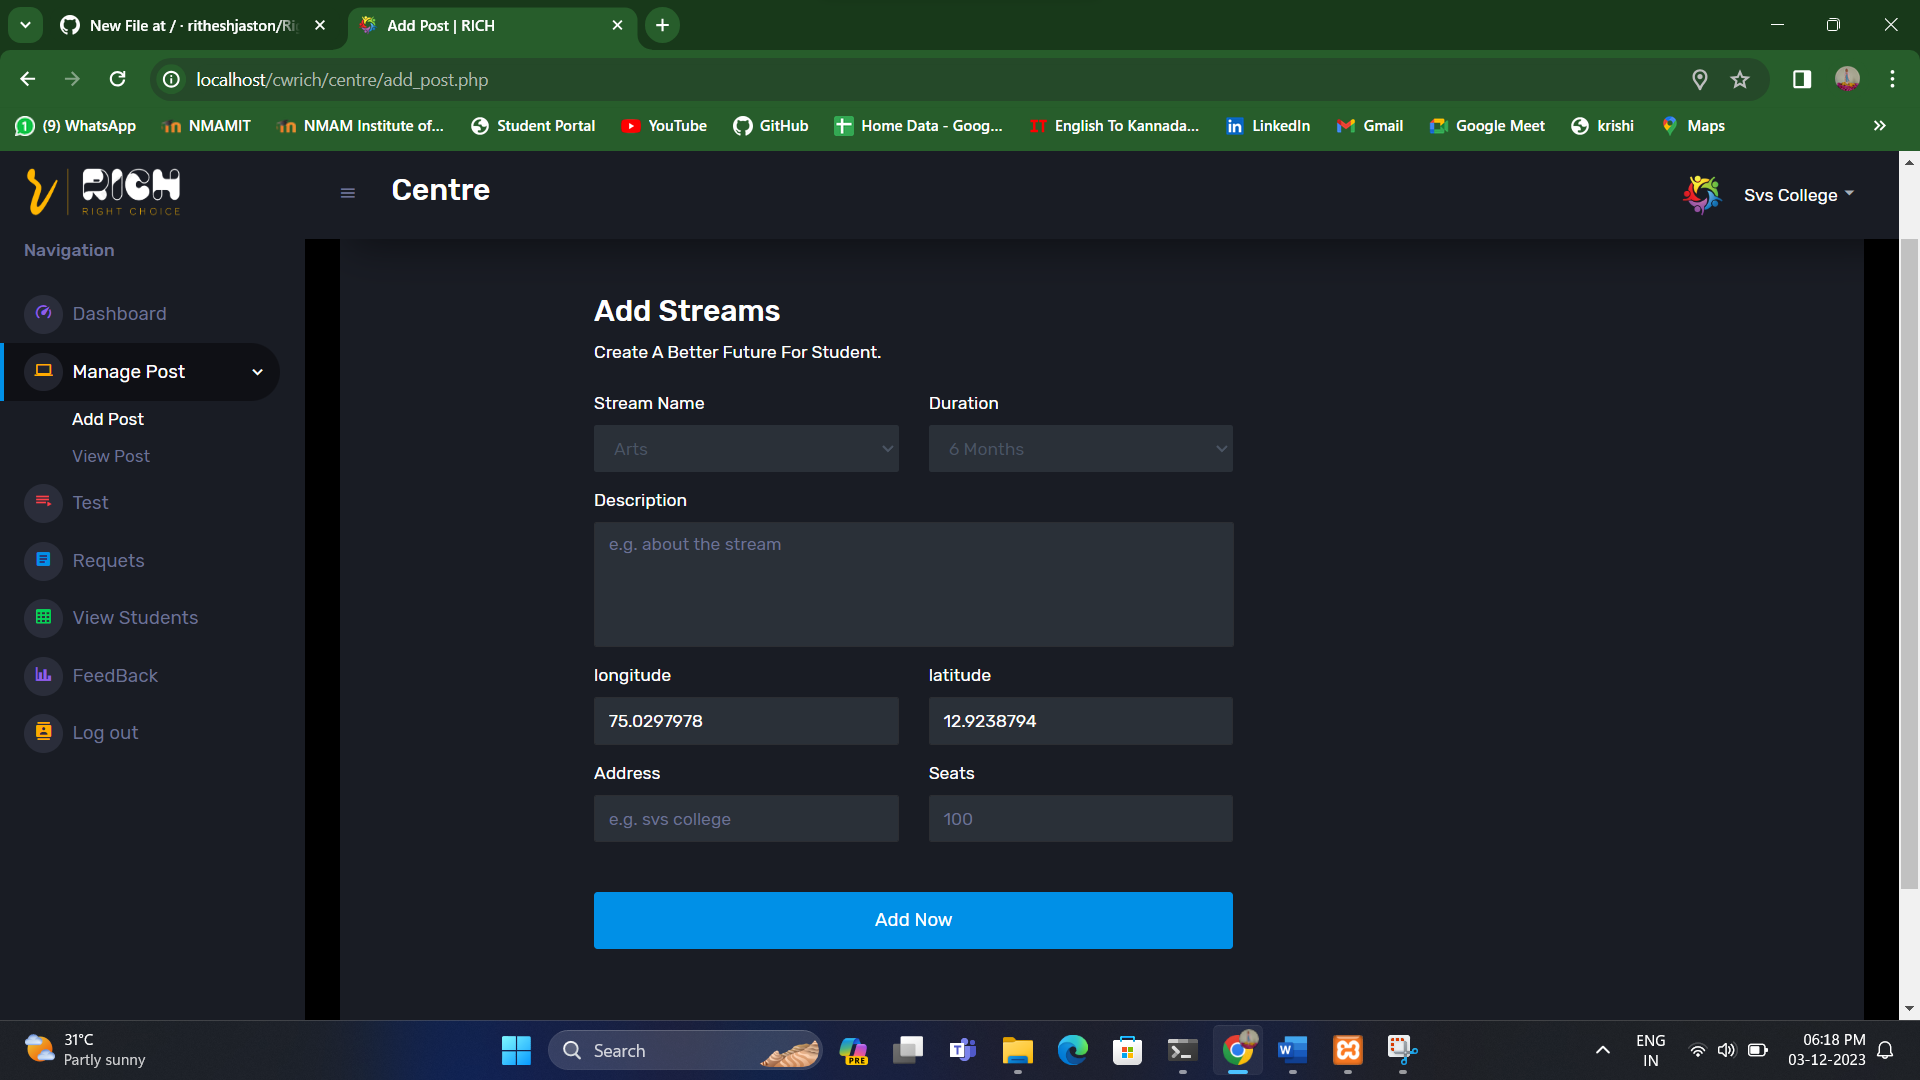 New File at / · ritheshjaston/Ri
Add Post | RICH
localhost/cwrich/centre/add_post.php
(9) WhatsApp
NMAMIT
NMAM Institute of...
Student Portal
YouTube
GitHub
Home Data - Goog...
IT English To Kannada...
LinkedIn
Gmail
Google Meet
krishi
Maps
RICH
RIGHT CHOICE
Centre
Svs College
Navigation
Dashboard
Manage Post
Add Post
View Post
Test
Requets
View Students
FeedBack
Log out
Add Streams
Create A Better Future For Student.
Stream Name
Duration
Arts
6 Months
Description
e.g. about the stream
longitude
latitude
75.0297978
12.9238794
Address
Seats
e.g. svs college
100
Add Now
31°C
Partly sunny
Search
PRE
ENG
IN
06:18 PM
03-12-2023